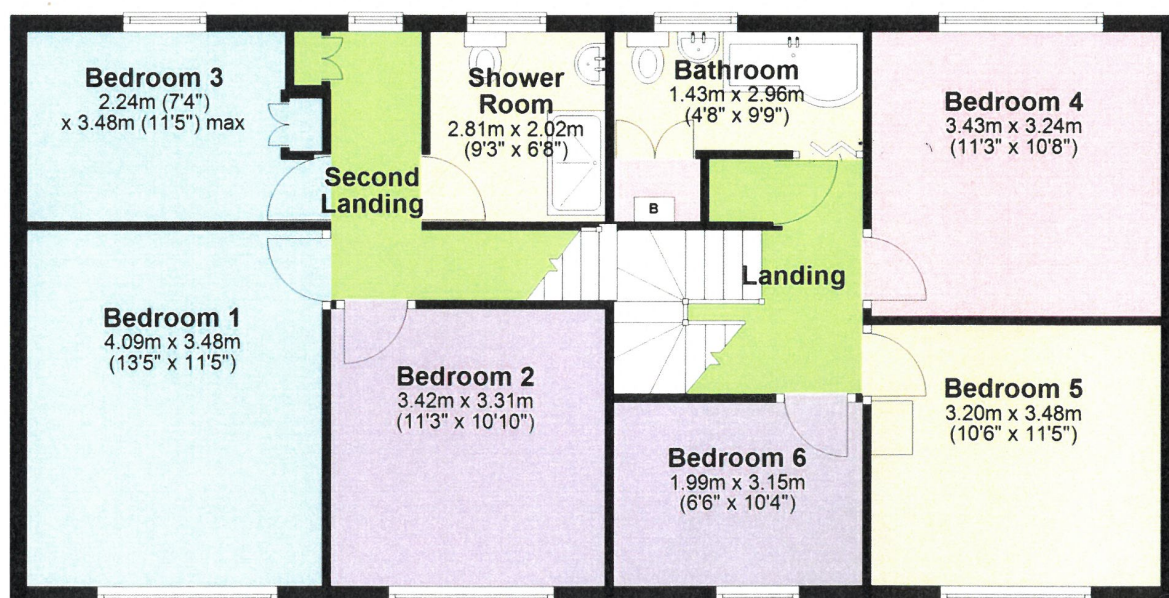 Bedroom 3
2.24m (7'4")
x 3.48m (11'5") max
Shower
Room
2.81m x 2.02m
(9'3" x 6'8")
Bathroom
1.43m x 2.96m
(4'8" x 9'9")
Bedroom 4
3.43m x 3.24m
(11'3" x 10'8")
Second
Landing
B
Landing
Bedroom 1
4.09m x 3.48m
(13'5" x 11'5")
Bedroom 2
3.42m x 3.31m
(11'3" x 10'10")
Bedroom 5
3.20m x 3.48m
(10'6" x 11'5")
Bedroom 6
1.99m x 3.15m
(6'6" x 10'4")